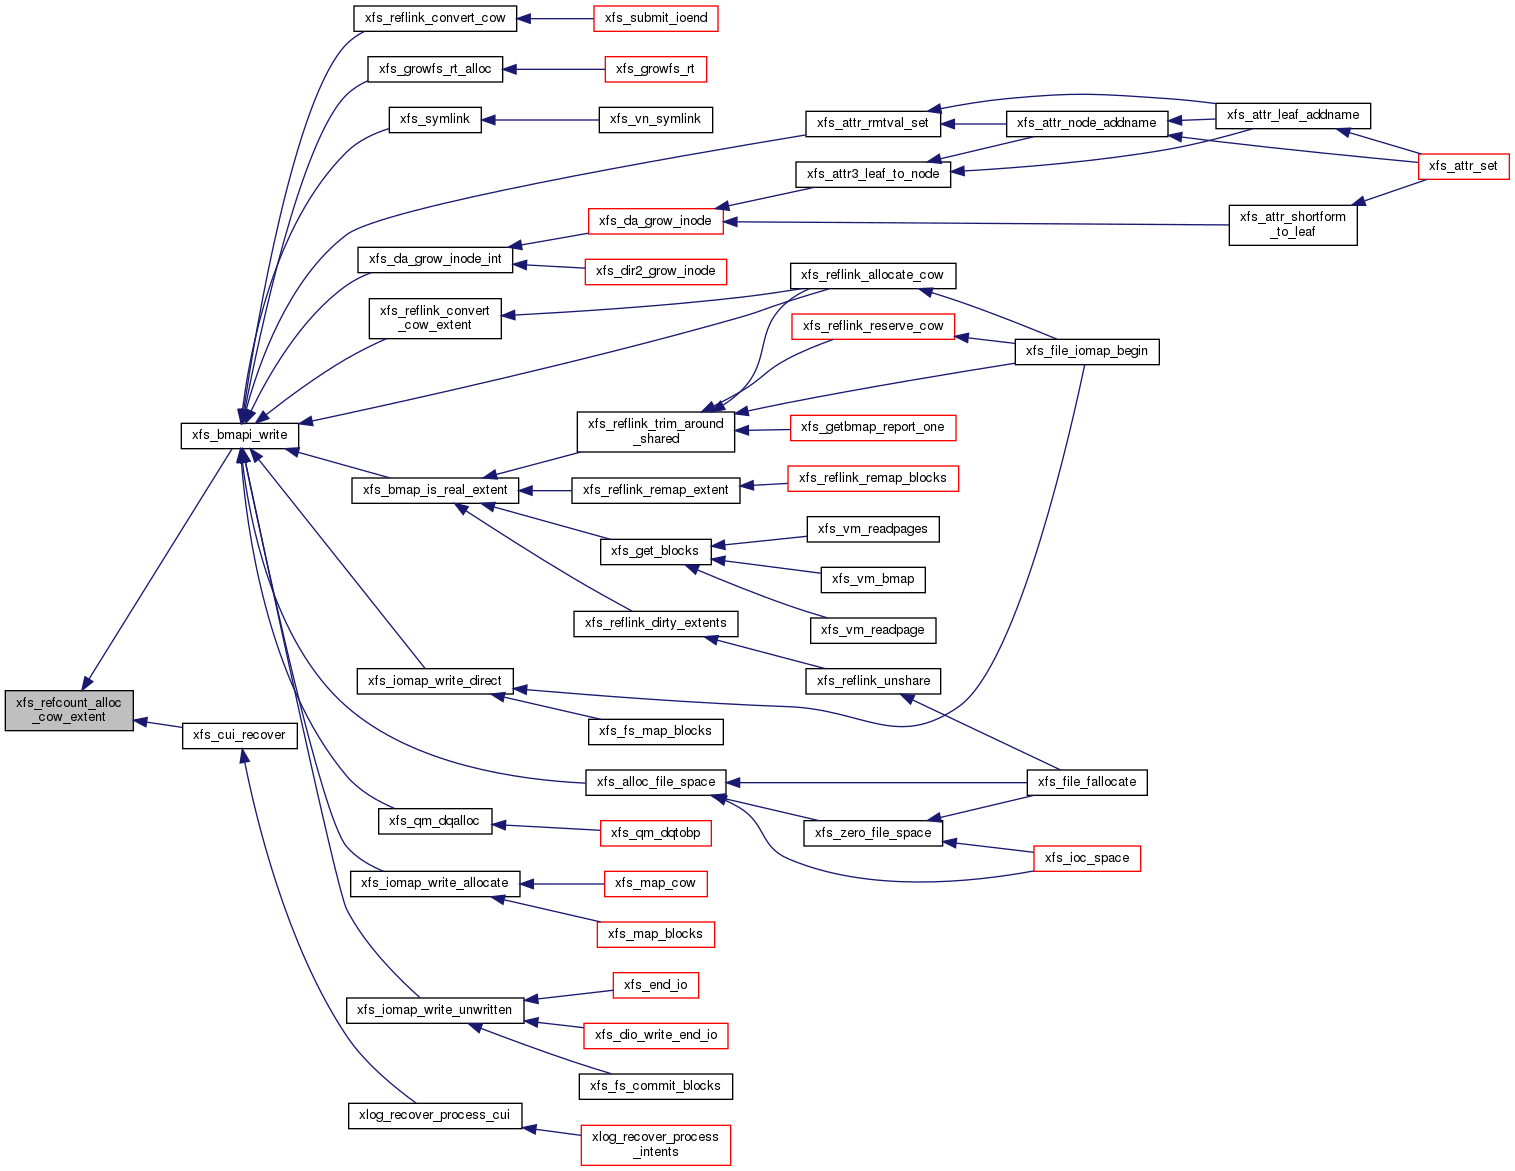 xfs_reflink_convert_cow
xfs_submit_ioend
xfs_growfs_rt_alloc
xfs_growfs_rt
xfs_symlink
xfs_vn_symlink
xfs_attr_rmtval_set
xfs_attr_node_addname
xfs_attr_leaf_addname
xfs_attr3_leaf_to_node
xfs_attr_set
xfs_da_grow_inode
xfs_attr_shortform
_to_leaf
xfs_da_grow_inode_int
xfs_dir2_grow_inode
xfs_reflink_allocate_cow
xfs_reflink_convert
_cow_extent
xfs_reflink_reserve_cow
xfs_file_iomap_begin
xfs_bmapi_write
xfs_reflink_trim_around
_shared
xfs_getbmap_report_one
xfs_bmap_is_real_extent
xfs_reflink_remap_extent
xfs_reflink_remap_blocks
xfs_get_blocks
xfs_vm_readpages
xfs_vm_bmap
xfs_vm_readpage
xfs_reflink_dirty_extents
xfs_iomap_write_direct
xfs_reflink_unshare
xfs_refcount_alloc
_cow_extent
xfs_cui_recover
xfs_fs_map_blocks
xfs_alloc_file_space
xfs_file_fallocate
xfs_qm_dqalloc
xfs_qm_dqtobp
xfs_zero_file_space
xfs_ioc_space
xfs_iomap_write_allocate
xfs_map_cow
xfs_map_blocks
xfs_iomap_write_unwritten
xfs_end_io
xfs_dio_write_end_io
xfs_fs_commit_blocks
xlog_recover_process_cui
xlog_recover_process
_intents